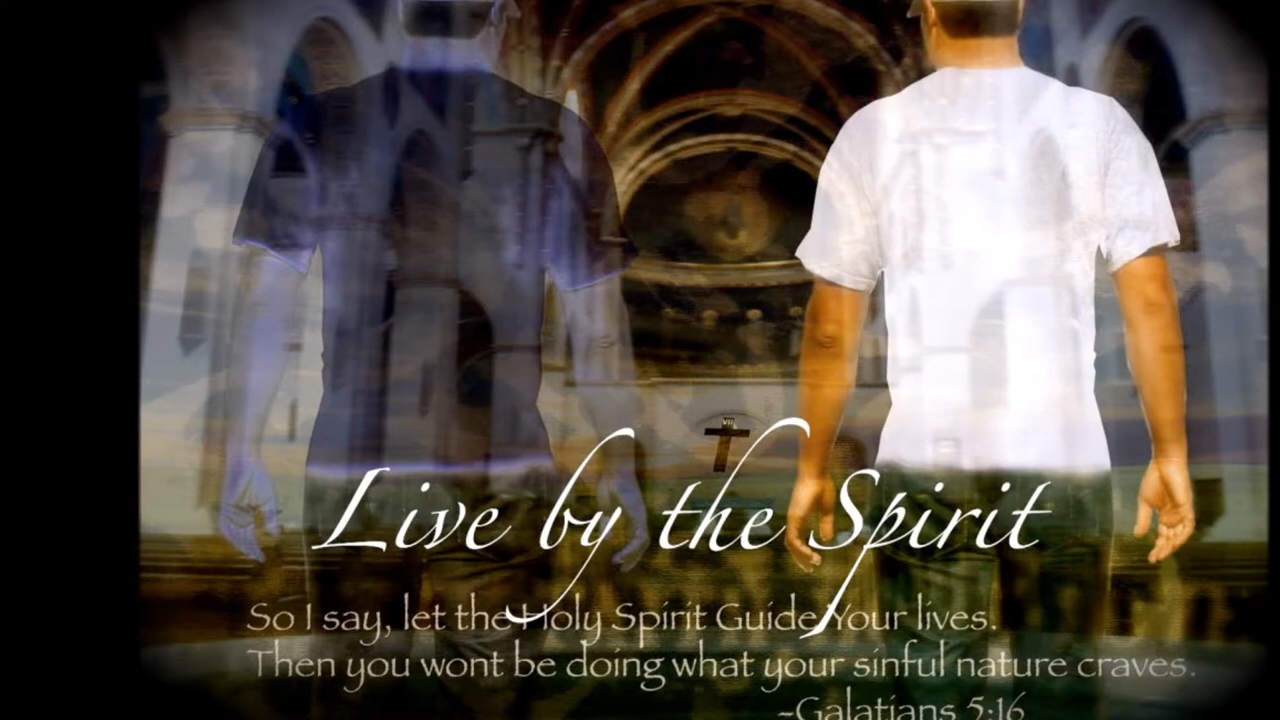 Live by the Spirit
So I say, let the Holy Spirit Guide Your lives.
Then you wont be doing what your sinful nature craves.
-Galatians 5:16